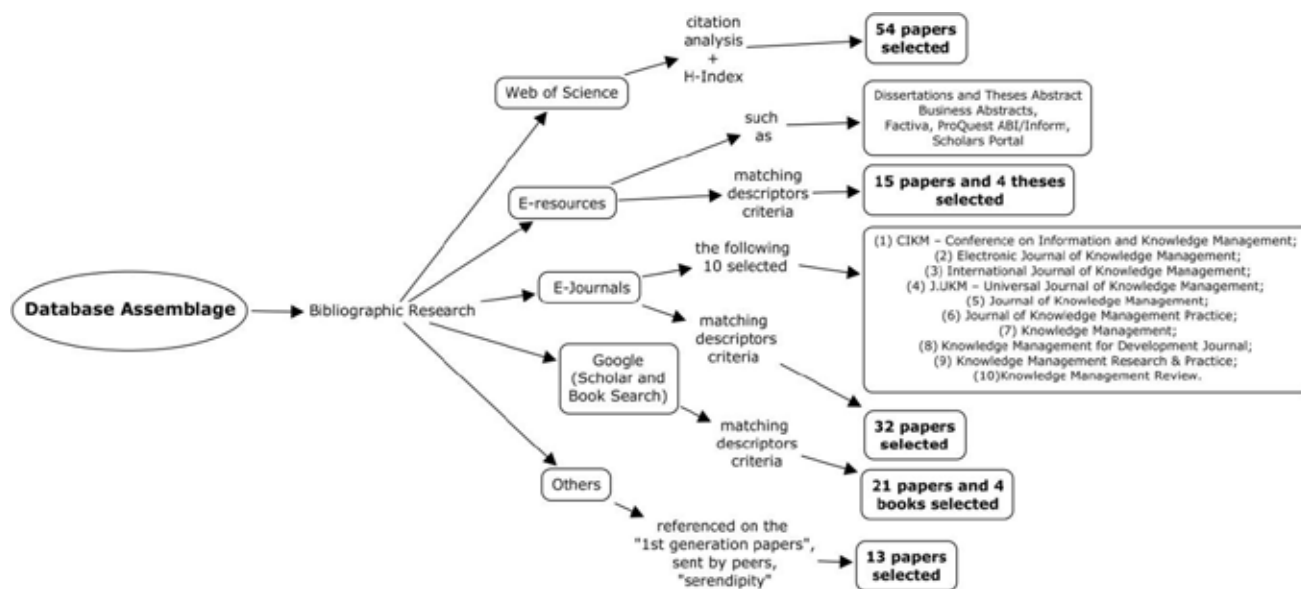 Database Assemblage
Bibliographic Research
Web of Science
citation
analysis
+
H-Index
54 papers
selected
E-resources
such
as
Dissertations and Theses Abstract
Business Abstracts,
Factiva, ProQuest ABI/Inform,
Scholars Portal
matching
descriptors
criteria
15 papers and 4 theses
selected
E-Journals
the following
10 selected
(1) CIKM – Conference on Information and Knowledge Management;
(2) Electronic Journal of Knowledge Management;
(3) International Journal of Knowledge Management;
(4) J.UKM – Universal Journal of Knowledge Management;
(5) Journal of Knowledge Management;
(6) Journal of Knowledge Management Practice;
(7) Knowledge Management;
(8) Knowledge Management for Development Journal;
(9) Knowledge Management Research & Practice;
(10)Knowledge Management Review.
matching
descriptors
criteria
32 papers
selected
Google
(Scholar and
Book Search)
matching
descriptors
criteria
21 papers and 4
books selected
Others
referenced on the
"1st generation papers",
sent by peers,
"serendipity"
13 papers
selected